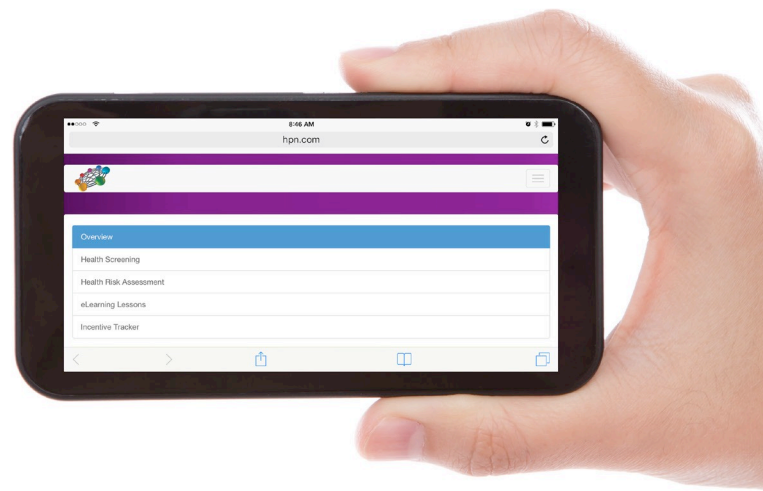 8:46 AM
hpn.com
Overview
Health Screening
Health Risk Assessment
eLearning Lessons
Incentive Tracker